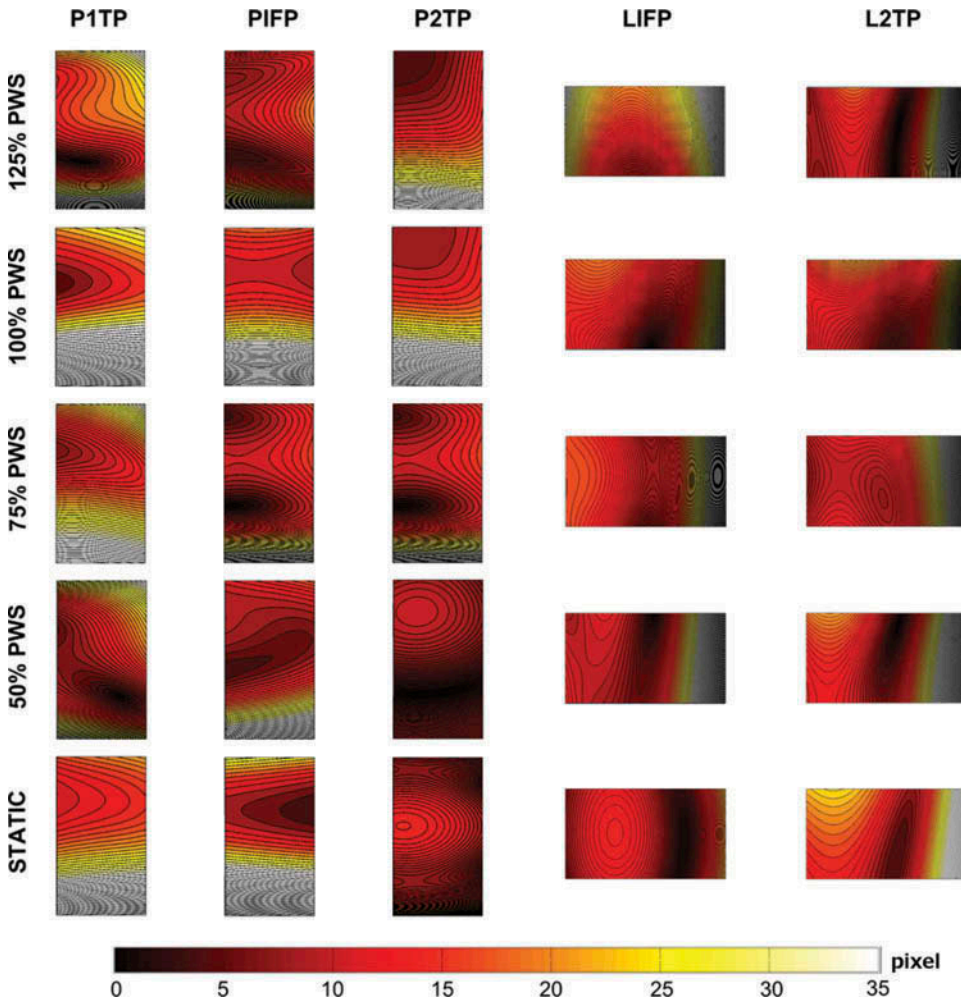 P1TP PIFP P2TP LIFP L2TP
125% PWS
100% PWS
75% PWS
50% PWS
STATIC
pixel
0 5 10 15 20 25 30 35